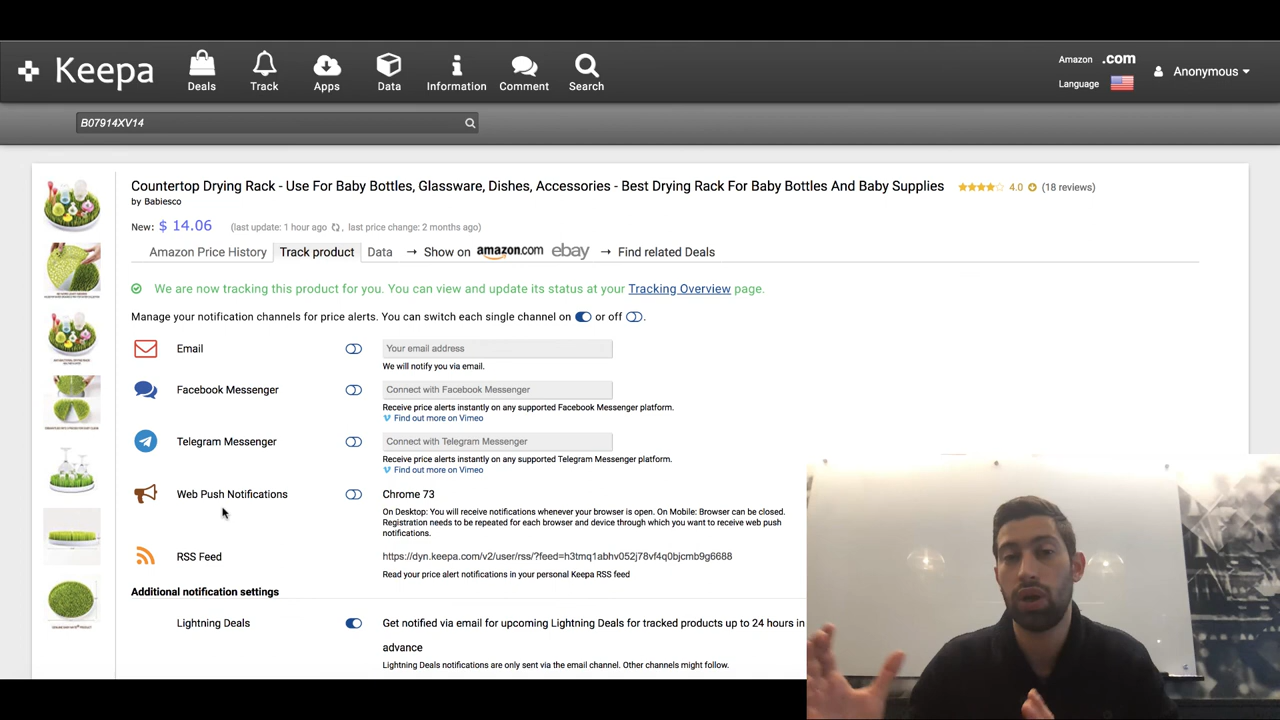 Keepa
Deals
Track
Apps
Data
Information
Comment
Search
Amazon .com
Language
Anonymous
B07914XV14
Countertop Drying Rack - Use For Baby Bottles, Glassware, Dishes, Accessories - Best Drying Rack For Baby Bottles And Baby Supplies
4.0 (18 reviews)
by Babiesco
New: $ 14.06 (last update: 1 hour ago , last price change: 2 months ago)
Amazon Price History Track product Data → Show on amazon.com ebay → Find related Deals
We are now tracking this product for you. You can view and update its status at your Tracking Overview page.
Manage your notification channels for price alerts. You can switch each single channel on or off .
Email
Your email address
We will notify you via email.
Facebook Messenger
Connect with Facebook Messenger
Receive price alerts instantly on any supported Facebook Messenger platform.
Find out more on Vimeo
Telegram Messenger
Connect with Telegram Messenger
Receive price alerts instantly on any supported Telegram Messenger platform.
Find out more on Vimeo
Web Push Notifications
Chrome 73
On Desktop: You will receive notifications whenever your browser is open. On Mobile: Browser can be closed.
Registration needs to be repeated for each browser and device through which you want to receive web push
notifications.
RSS Feed
https://dyn.keepa.com/v2/user/rss/?feed=h3tmq1abhv052j78vf4q0bjcmb9g6688
Read your price alert notifications in your personal Keepa RSS feed
Additional notification settings
Lightning Deals
Get notified via email for upcoming Lightning Deals for tracked products up to 24 hours in
advance
Lightning Deals notifications are only sent via the email channel. Other channels might follow.